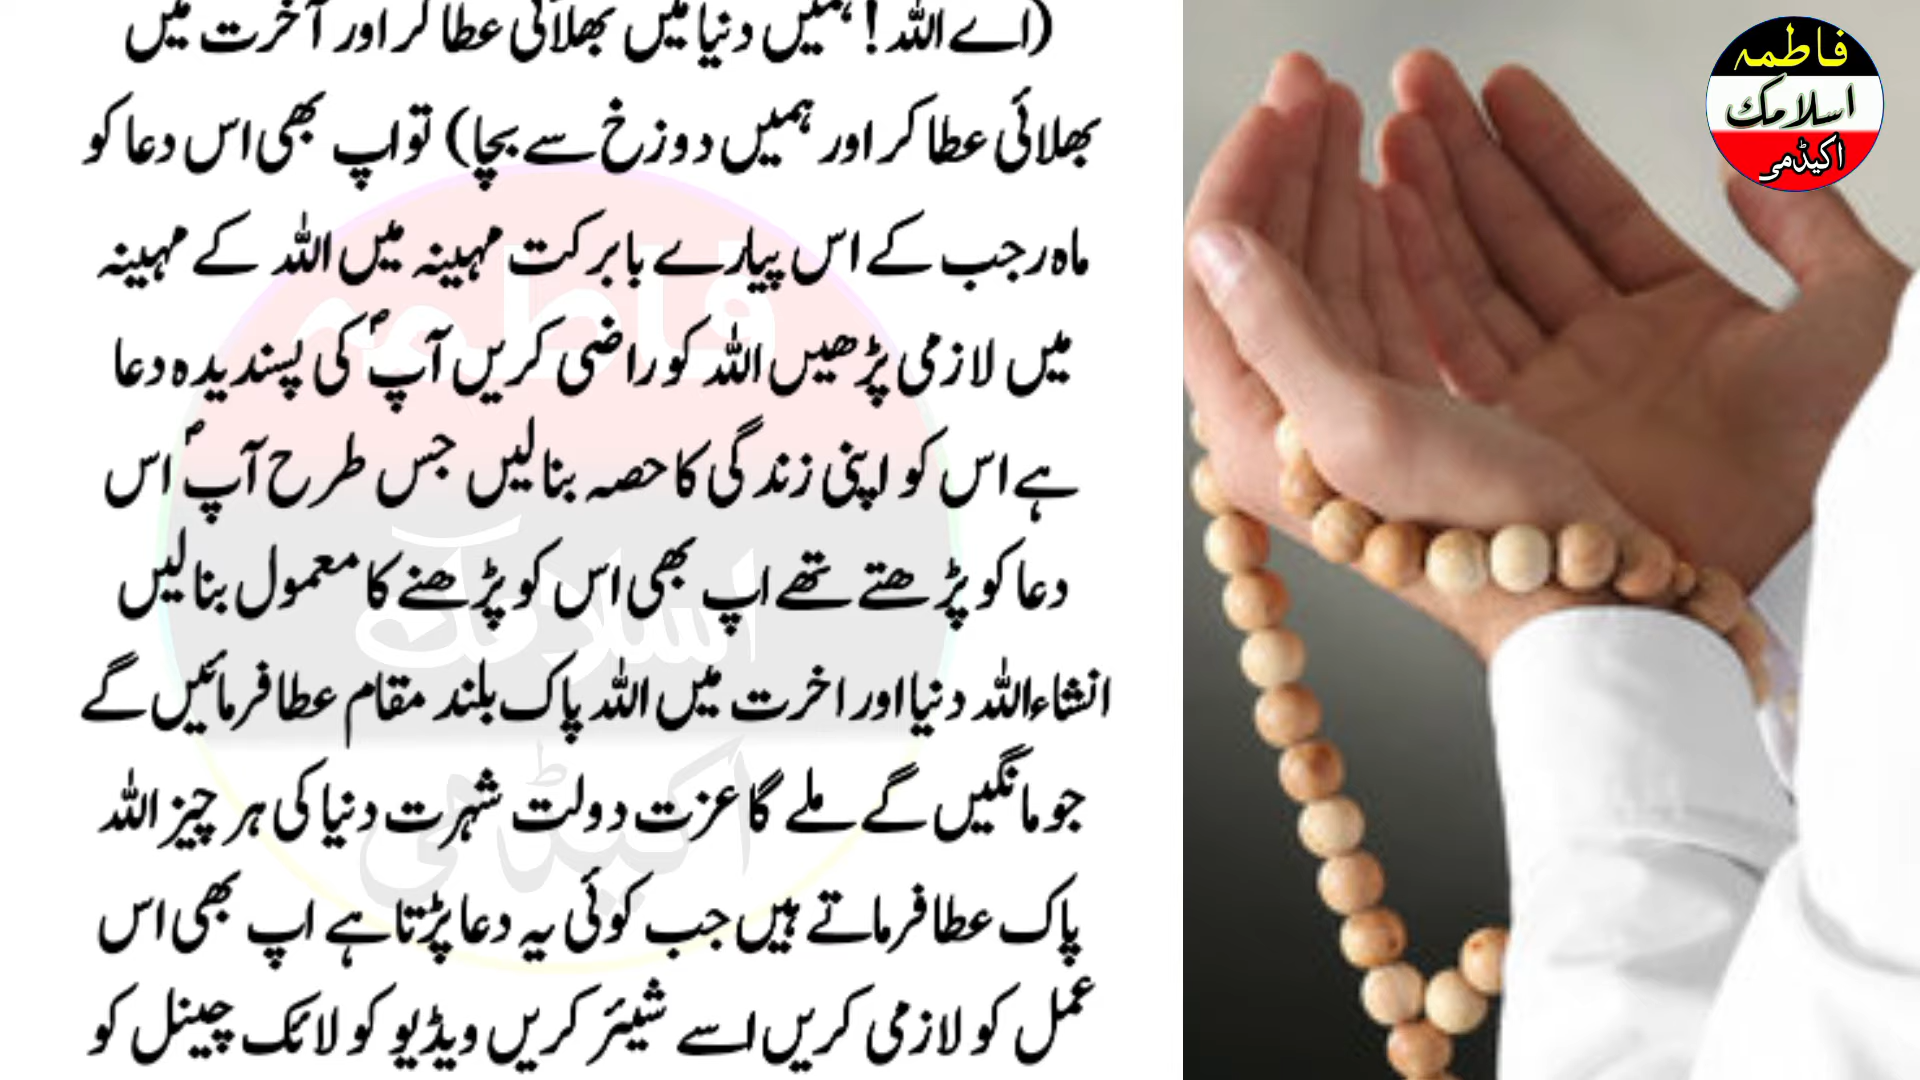 (اے اللہ! ہمیں دنیا میں بھلائی عطا کر اور آخرت میں
بھلائی عطا کر اور ہمیں دوزخ سے بچا) تو اپ بھی اس دعا کو
ماہ رجب کے اس پیارے بابرکت مہینہ میں اللہ کے مہینہ
میں لازمی پڑھیں اللہ کو راضی کریں آپؐ کی پسندیدہ دعا
ہے اس کو اپنی زندگی کا حصہ بنالیں جس طرح آپؐ اس
دعا کو پڑھتے تھے اپ بھی اس کو پڑھنے کا معمول بنالیں
انشاءاللہ دنیا اور اخرت میں اللہ پاک بلند مقام عطا فرمائیں گے
جو مانگیں گے ملے گا عزت دولت شہرت دنیا کی ہر چیز اللہ
پاک عطا فرماتے ہیں جب کوئی یہ دعا پڑتا ہے اپ بھی اس
عمل کو لازمی کریں اسے شیئر کریں ویڈیو کو لائک چینل کو
فاطمہ
اسلامک
اکیڈمی
فاطمہ
اسلامک
اکیڈمی